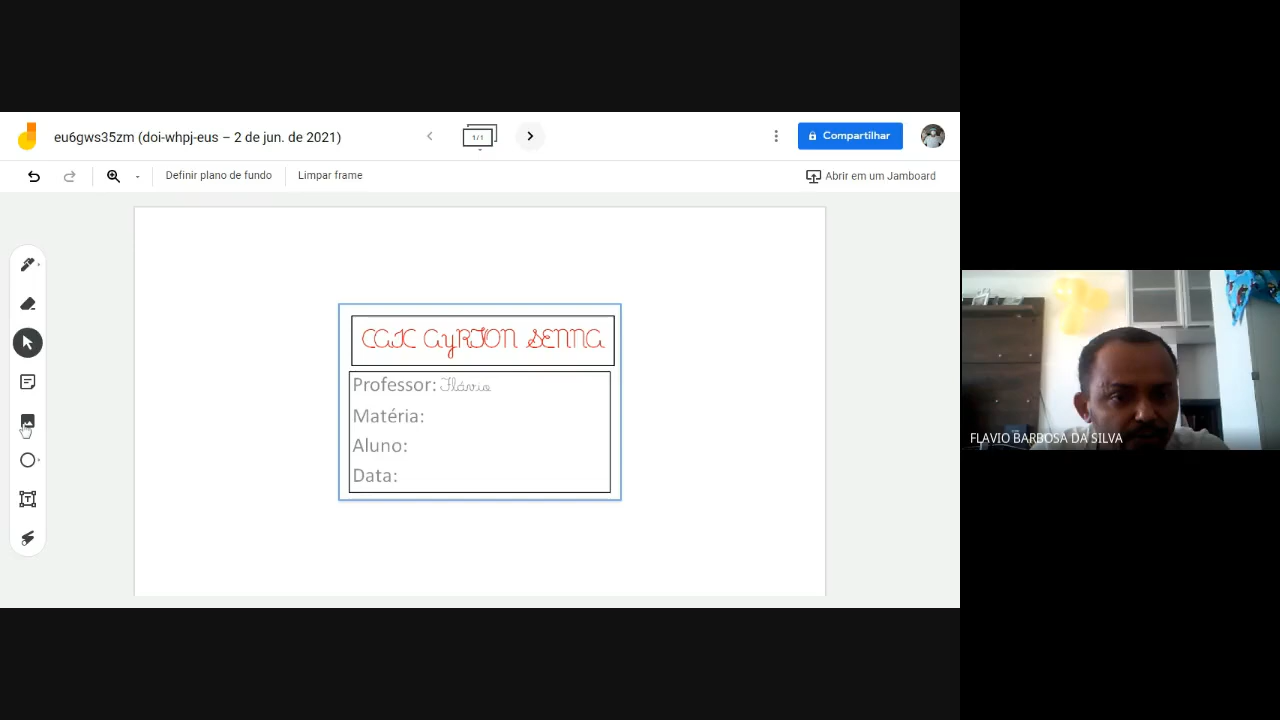 eu6gws35zm (doi-whpj-eus – 2 de jun. de 2021)
1/1
Compartilhar
Definir plano de fundo
Limpar frame
Abrir em um Jamboard
CAIC AyRTON SENNA
Professor: Flávio
Matéria:
Aluno:
Data:
FLAVIO BARBOSA DA SILVA